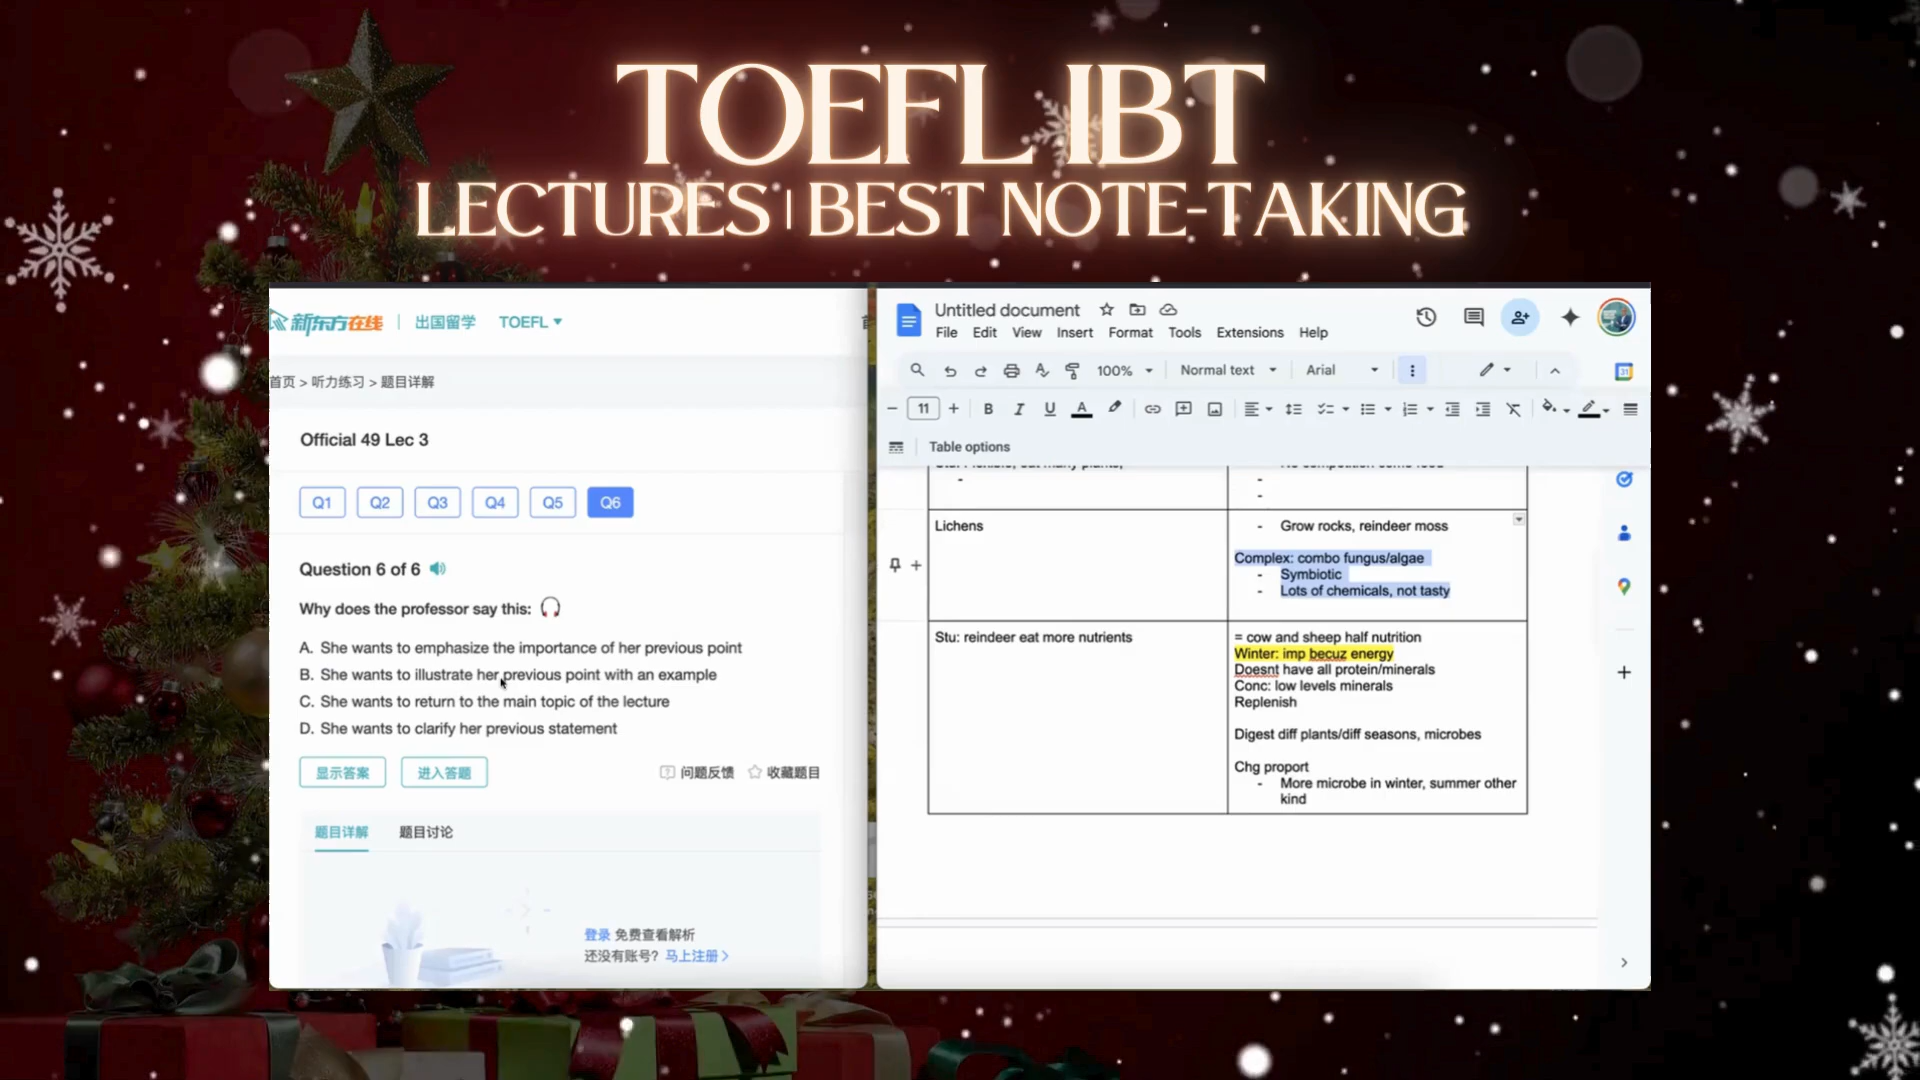 TOEFL IBT
LECTURES | BEST NOTE-TAKING
新东方在线 | 出国留学 TOEFL
首页 > 听力练习 > 题目详解
Official 49 Lec 3
Q1 Q2 Q3 Q4 Q5 Q6
Question 6 of 6
Why does the professor say this:
A. She wants to emphasize the importance of her previous point
B. She wants to illustrate her previous point with an example
C. She wants to return to the main topic of the lecture
D. She wants to clarify her previous statement
显示答案 进入答题 问题反馈 收藏题目
题目详解 题目讨论
登录 免费查看解析
还没有账号? 马上注册 >
Untitled document
File Edit View Insert Format Tools Extensions Help
100% Normal text Arial
11
Table options
-
-
-
Lichens
- Grow rocks, reindeer moss
Complex: combo fungus/algae
- Symbiotic
- Lots of chemicals, not tasty
Stu: reindeer eat more nutrients
= cow and sheep half nutrition
Winter: imp becuz energy
Doesnt have all protein/minerals
Conc: low levels minerals
Replenish
Digest diff plants/diff seasons, microbes
Chg proport
- More microbe in winter, summer other
kind
31